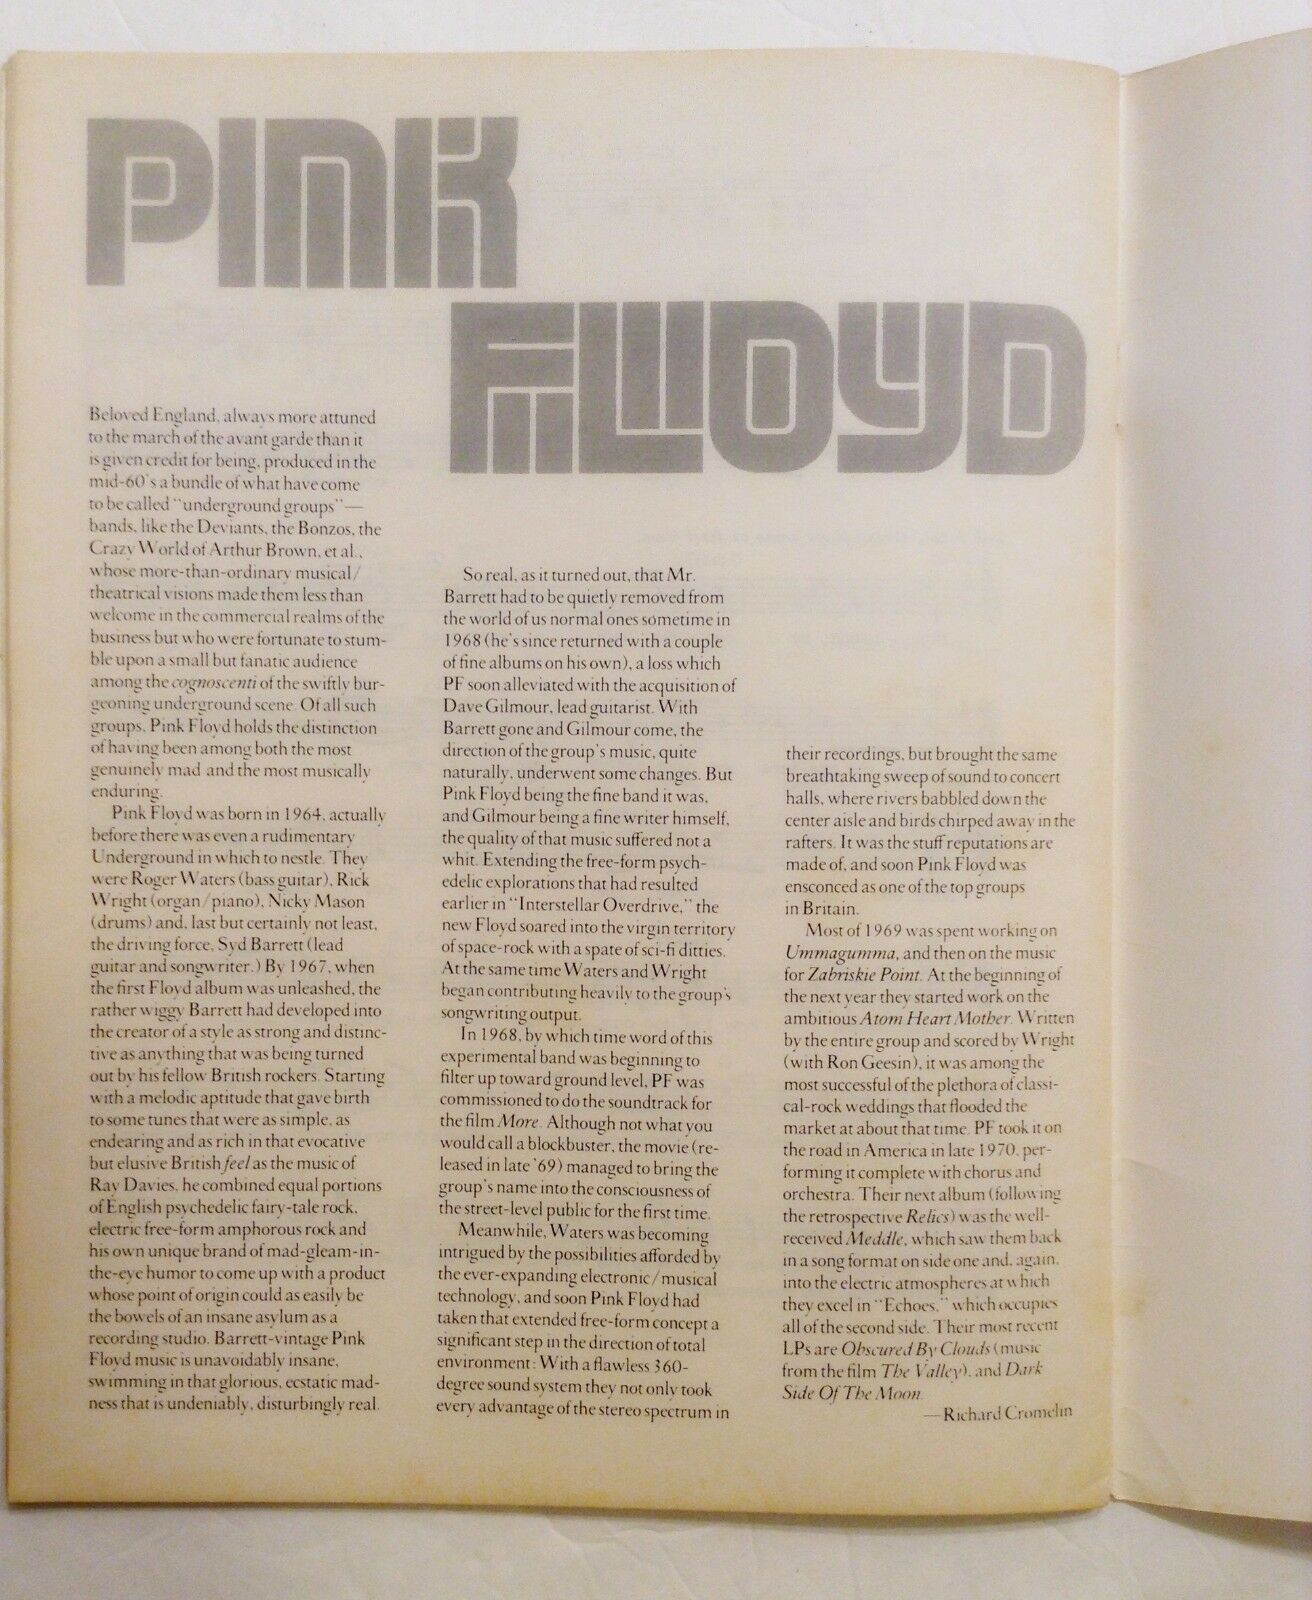 PINK
FLOYD
Beloved England, always more attuned
to the march of the avant garde than it
is given credit for being, produced in the
mid-60's a bundle of what have come
to be called "underground groups"—
bands, like the Deviants, the Bonzos, the
Crazy World of Arthur Brown, et al.,
whose more-than-ordinary musical/
theatrical visions made them less than
welcome in the commercial realms of the
business but who were fortunate to stum-
ble upon a small but fanatic audience
among the cognoscenti of the swiftly bur-
geoning underground scene. Of all such
groups, Pink Floyd holds the distinction
of having been among both the most
genuinely mad and the most musically
enduring.
Pink Floyd was born in 1964, actually
before there was even a rudimentary
Underground in which to nestle. They
were Roger Waters (bass guitar), Rick
Wright (organ/piano), Nicky Mason
(drums) and, last but certainly not least,
the driving force, Syd Barrett (lead
guitar and songwriter.) By 1967, when
the first Floyd album was unleashed, the
rather wiggy Barrett had developed into
the creator of a style as strong and distinc-
tive as anything that was being turned
out by his fellow British rockers. Starting
with a melodic aptitude that gave birth
to some tunes that were as simple, as
endearing and as rich in that evocative
but elusive British feel as the music of
Ray Davies, he combined equal portions
of English psychedelic fairy-tale rock,
electric free-form amphorous rock and
his own unique brand of mad-gleam-in-
the-eye humor to come up with a product
whose point of origin could as easily be
the bowels of an insane asylum as a
recording studio. Barrett-vintage Pink
Floyd music is unavoidably insane,
swimming in that glorious, ecstatic mad-
ness that is undeniably, disturbingly real.
So real, as it turned out, that Mr.
Barrett had to be quietly removed from
the world of us normal ones sometime in
1968 (he's since returned with a couple
of fine albums on his own), a loss which
PF soon alleviated with the acquisition of
Dave Gilmour, lead guitarist. With
Barrett gone and Gilmour come, the
direction of the group's music, quite
naturally, underwent some changes. But
Pink Floyd being the fine band it was,
and Gilmour being a fine writer himself,
the quality of that music suffered not a
whit. Extending the free-form psych-
edelic explorations that had resulted
earlier in "Interstellar Overdrive," the
new Floyd soared into the virgin territory
of space-rock with a spate of sci-fi ditties.
At the same time Waters and Wright
began contributing heavily to the group's
songwriting output.
In 1968, by which time word of this
experimental band was beginning to
filter up toward ground level, PF was
commissioned to do the soundtrack for
the film More. Although not what you
would call a blockbuster, the movie (re-
leased in late '69) managed to bring the
group's name into the consciousness of
the street-level public for the first time.
Meanwhile, Waters was becoming
intrigued by the possibilities afforded by
the ever-expanding electronic/musical
technology, and soon Pink Floyd had
taken that extended free-form concept a
significant step in the direction of total
environment: With a flawless 360-
degree sound system they not only took
every advantage of the stereo spectrum in
their recordings, but brought the same
breathtaking sweep of sound to concert
halls, where rivers babbled down the
center aisle and birds chirped away in the
rafters. It was the stuff reputations are
made of, and soon Pink Floyd was
ensconced as one of the top groups
in Britain.
Most of 1969 was spent working on
Ummagumma, and then on the music
for Zabriskie Point. At the beginning of
the next year they started work on the
ambitious Atom Heart Mother. Written
by the entire group and scored by Wright
(with Ron Geesin), it was among the
most successful of the plethora of classi-
cal-rock weddings that flooded the
market at about that time. PF took it on
the road in America in late 1970, per-
forming it complete with chorus and
orchestra. Their next album (following
the retrospective Relics) was the well-
received Meddle, which saw them back
in a song format on side one and, again,
into the electric atmospheres at which
they excel in "Echoes," which occupies
all of the second side. Their most recent
LPs are Obscured By Clouds (music
from the film The Valley), and Dark
Side Of The Moon.
—Richard Cromelin